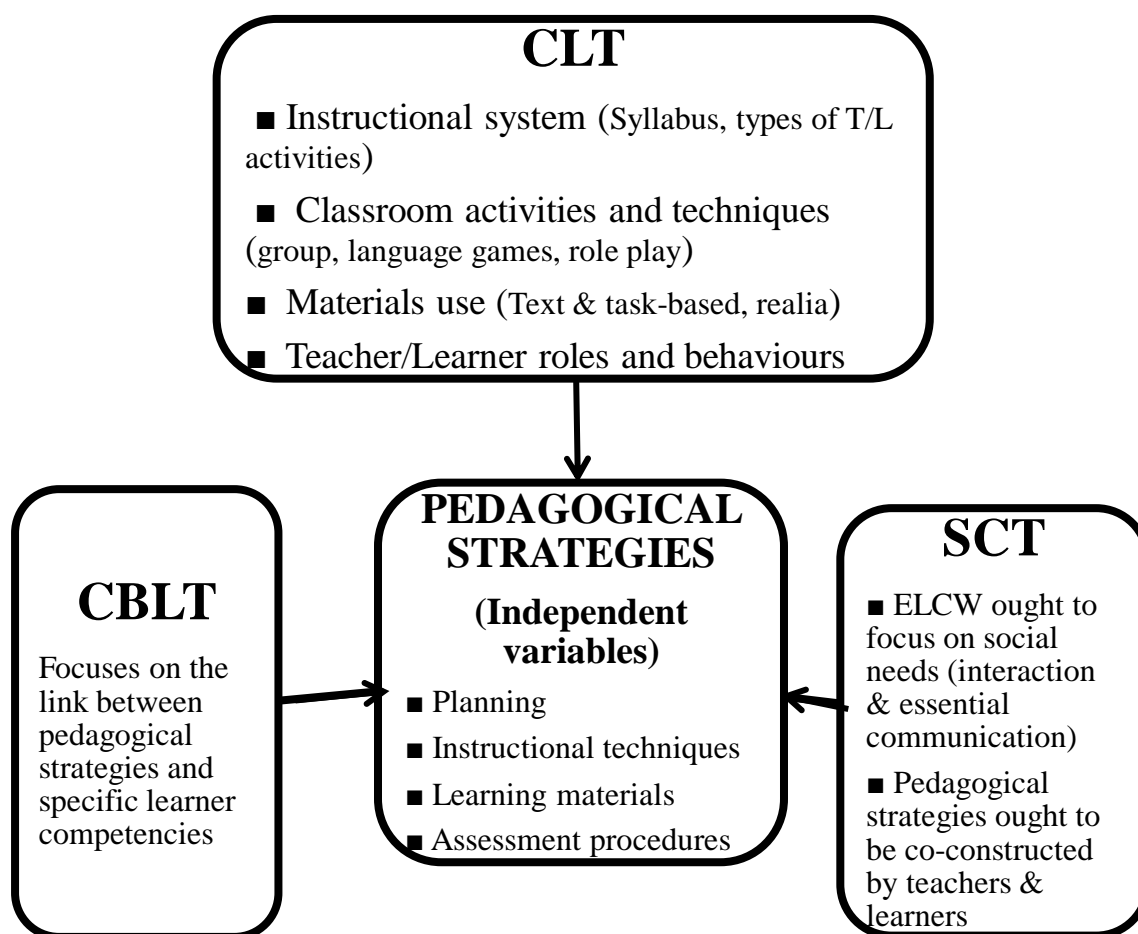 CLT
■ Instructional system (Syllabus, types of T/L
activities)
■ Classroom activities and techniques
(group, language games, role play)
■ Materials use (Text & task-based, realia)
■ Teacher/Learner roles and behaviours
CBLT
Focuses on the
link between
pedagogical
strategies and
specific learner
competencies
PEDAGOGICAL
STRATEGIES
(Independent
variables)
■ Planning
■ Instructional techniques
■ Learning materials
■ Assessment procedures
SCT
■ ELCW ought to
focus on social
needs (interaction
& essential
communication)
■ Pedagogical
strategies ought to
be co-constructed
by teachers &
learners